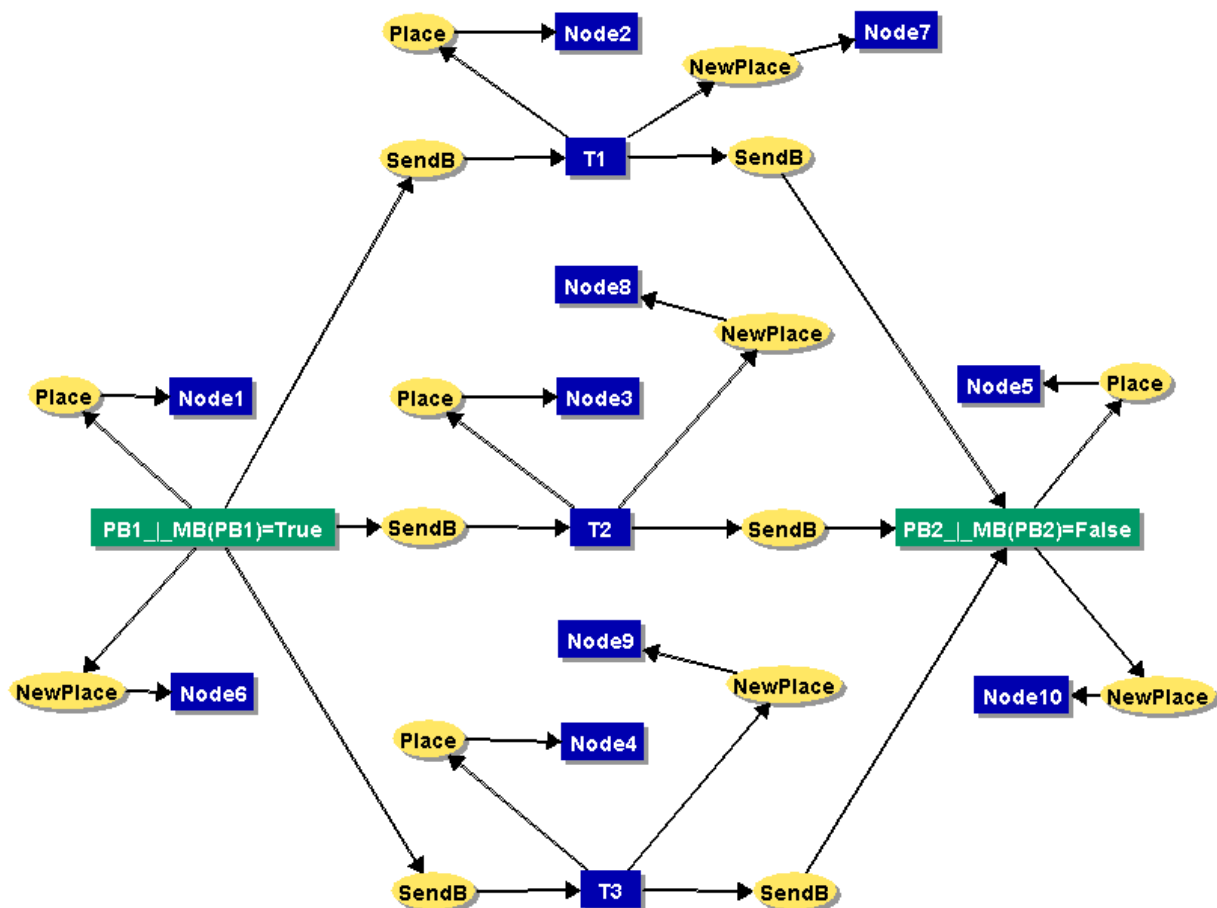 Place
Node2
Node7
NewPlace
SendB
T1
SendB
Node8
NewPlace
Place
Node1
Place
Node3
Node5
Place
PB1_|_MB(PB1)=True
SendB
T2
SendB
PB2_|_MB(PB2)=False
Node9
NewPlace
Node6
NewPlace
Node10
NewPlace
Place
Node4
SendB
T3
SendB